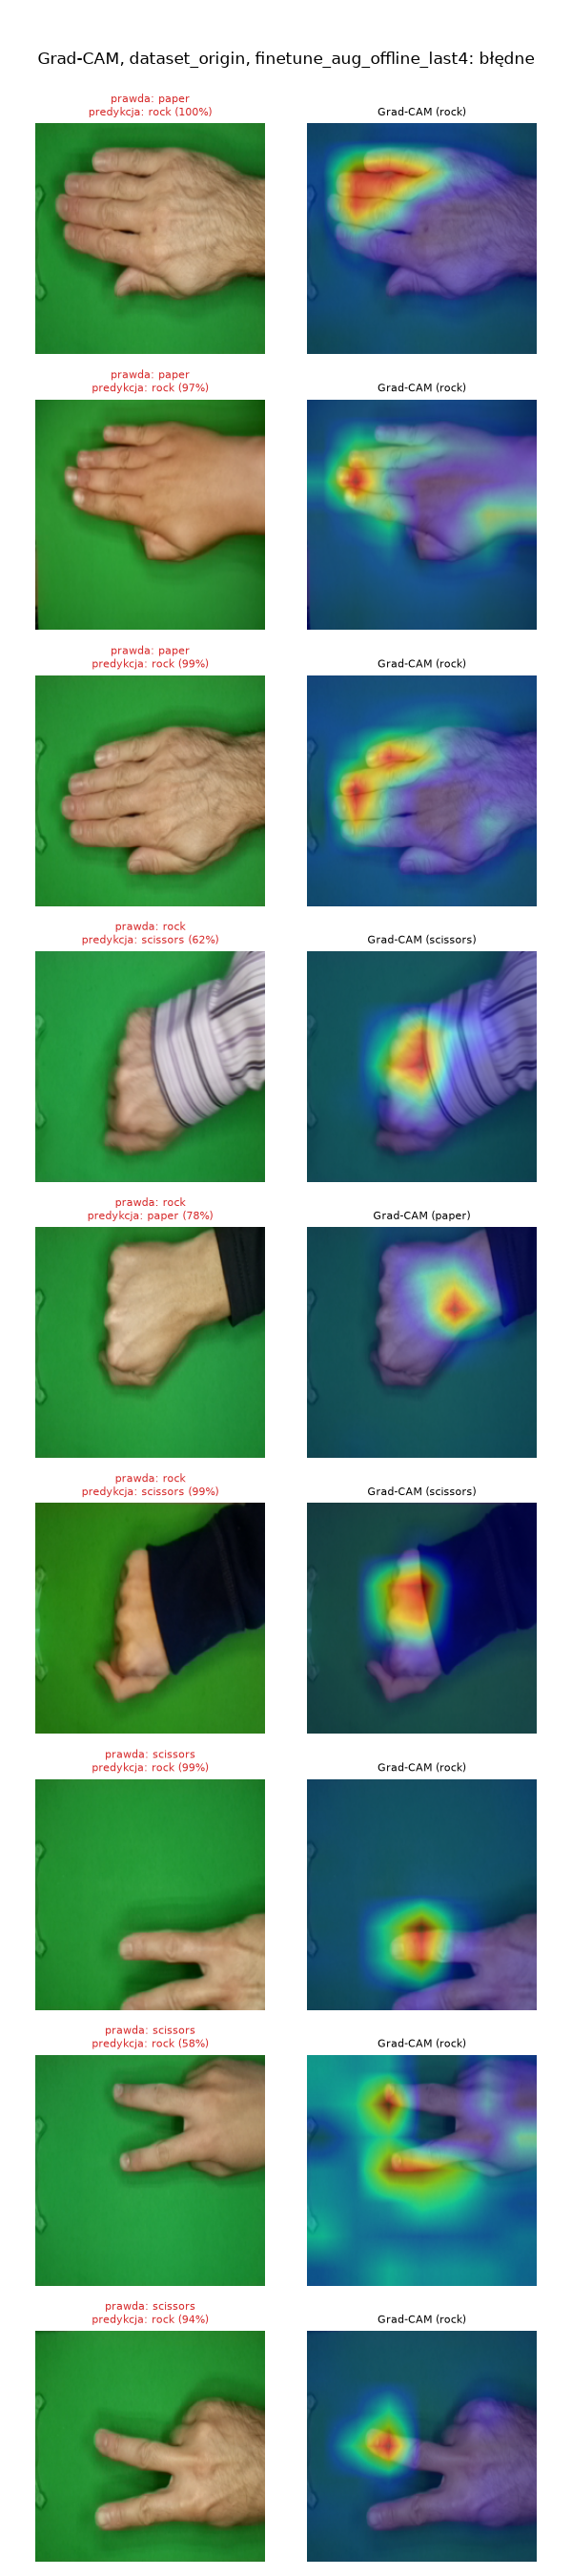 Grad-CAM, dataset_origin, finetune_aug_offline_last4: błędne
prawda: paper
predykcja: rock (100%)
Grad-CAM (rock)
prawda: paper
predykcja: rock (97%)
Grad-CAM (rock)
prawda: paper
predykcja: rock (99%)
Grad-CAM (rock)
prawda: rock
predykcja: scissors (62%)
Grad-CAM (scissors)
prawda: rock
predykcja: paper (78%)
Grad-CAM (paper)
prawda: rock
predykcja: scissors (99%)
Grad-CAM (scissors)
prawda: scissors
predykcja: rock (99%)
Grad-CAM (rock)
prawda: scissors
predykcja: rock (58%)
Grad-CAM (rock)
prawda: scissors
predykcja: rock (94%)
Grad-CAM (rock)